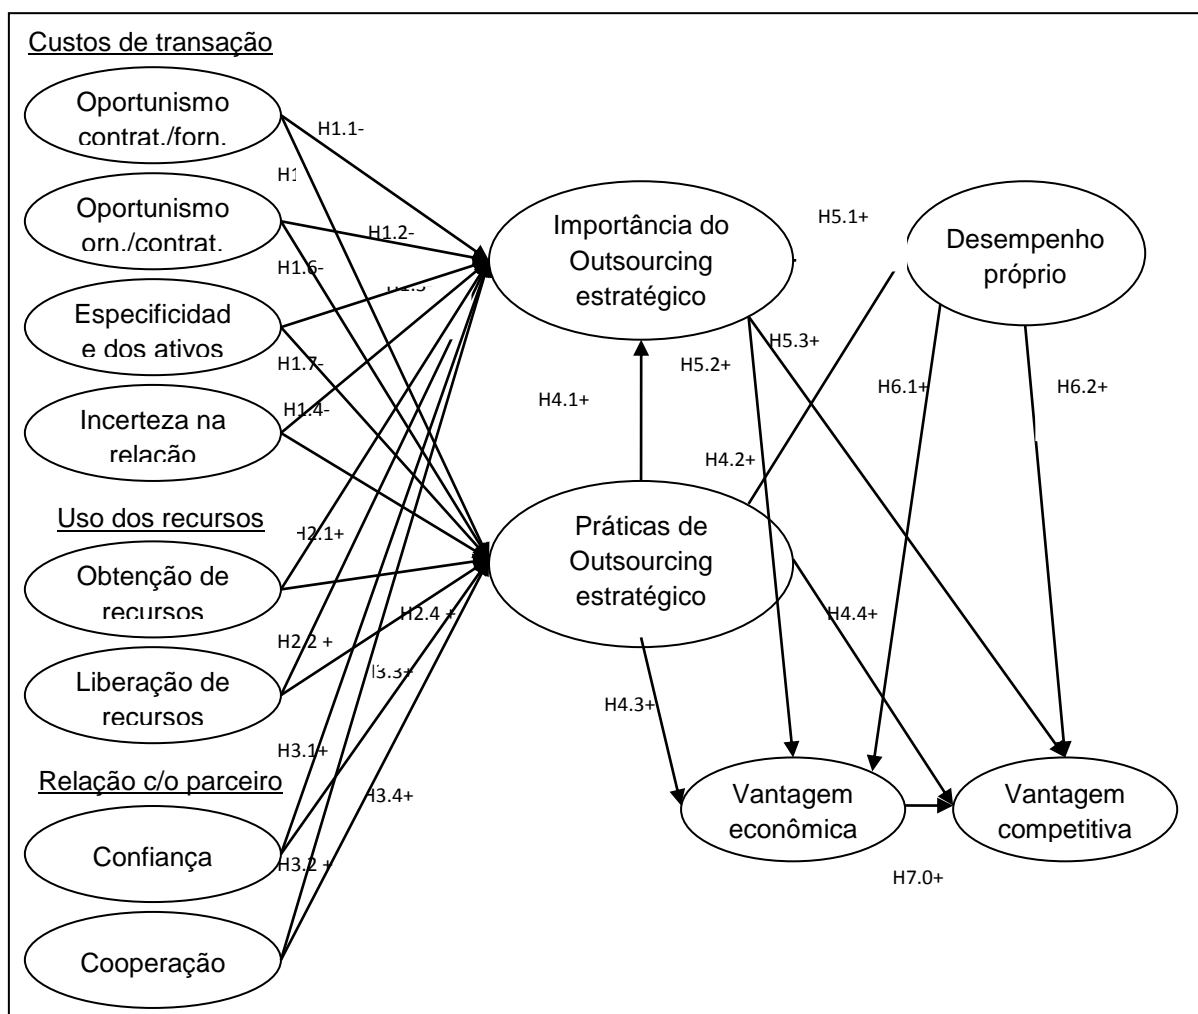 Custos de transação
Oportunismo
contrat./forn.
H1.1-
H1
Oportunismo
orn./contrat.
H1.2-
H1.6-
Especificidad
e dos ativos
H1.7-
Incerteza na
relação
H1.4-
Uso dos recursos
H2.1+
Obtenção de
recursos
H2.4 +
H2.2 +
Liberação de
recursos
H3.1+
Relação c/o parceiro
H3.4+
Confiança
H3.2 +
Cooperação
Importância do
Outsourcing
estratégico
H5.1+
Desempenho
próprio
H5.2+
H5.3+
H6.1+
H6.2+
H4.1+
H4.2+
Práticas de
Outsourcing
estratégico
H4.4+
H4.3+
Vantagem
econômica
Vantagem
competitiva
H7.0+